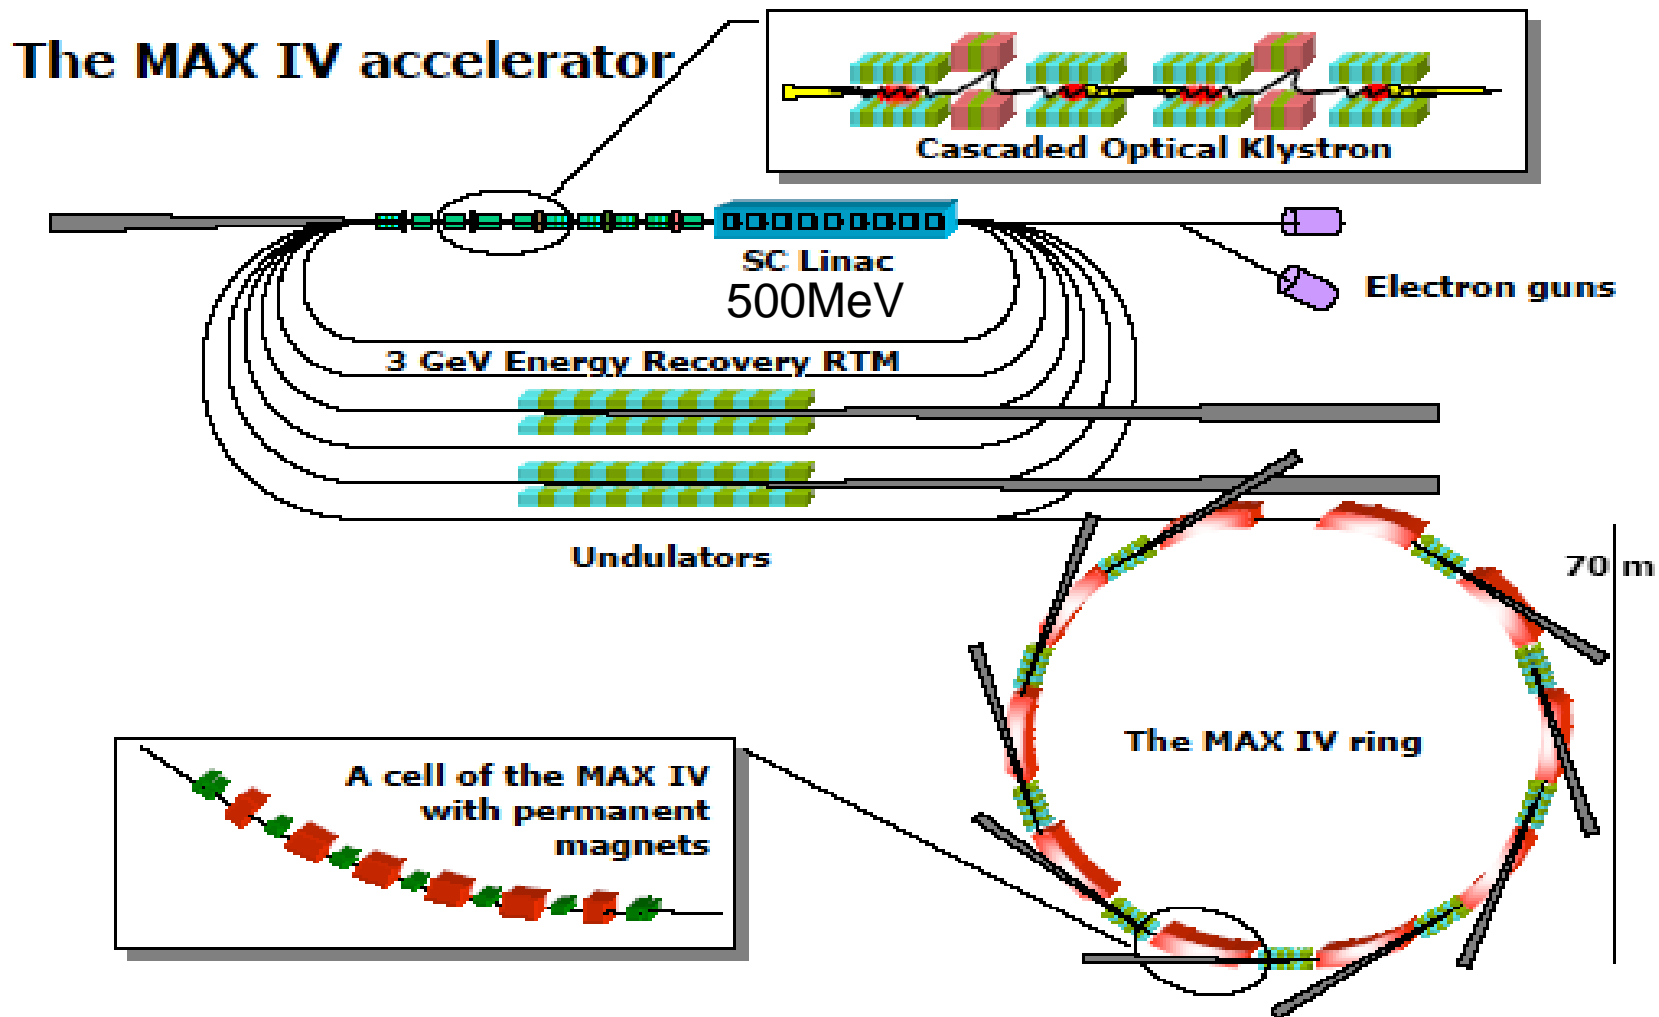 The MAX IV accelerator
Cascaded Optical Klystron
SC Linac
500MeV
Electron guns
3 GeV Energy Recovery RTM
Undulators
70 m
The MAX IV ring
A cell of the MAX IV
with permanent
magnets